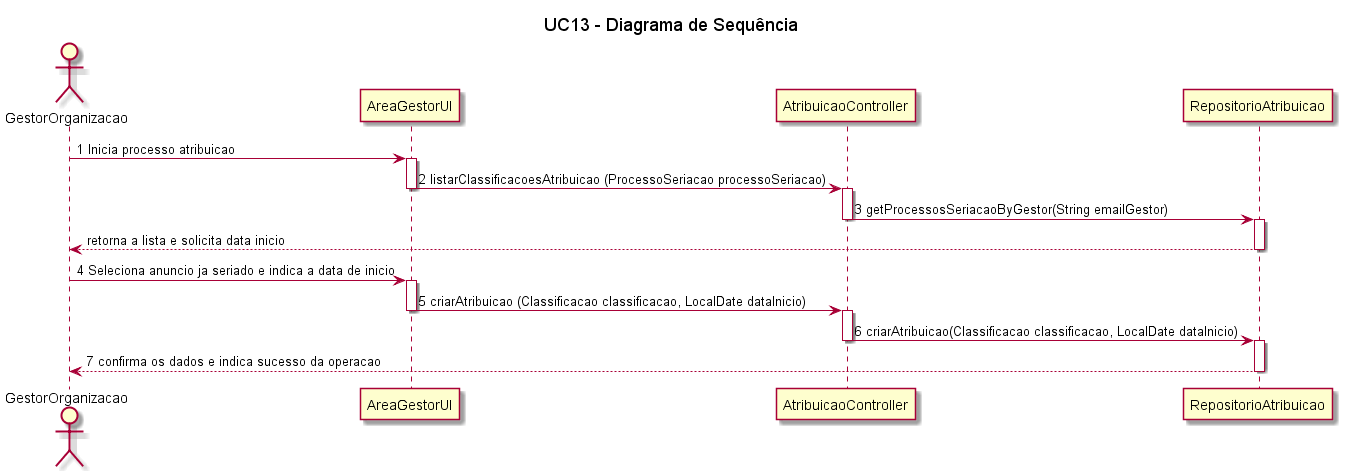 UC13 - Diagrama de Sequência
GestorOrganizacao
AreaGestorUI
AtribuicaoController
RepositorioAtribuicao
1 Inicia processo atribuicao
2 listarClassificacoesAtribuicao (ProcessoSeriacao processoSeriacao)
3 getProcessosSeriacaoByGestor(String emailGestor)
retorna a lista e solicita data inicio
4 Seleciona anuncio ja seriado e indica a data de inicio
5 criarAtribuicao (Classificacao classificacao, LocalDate dataInicio)
6 criarAtribuicao(Classificacao classificacao, LocalDate dataInicio)
7 confirma os dados e indica sucesso da operacao
GestorOrganizacao
AreaGestorUI
AtribuicaoController
RepositorioAtribuicao